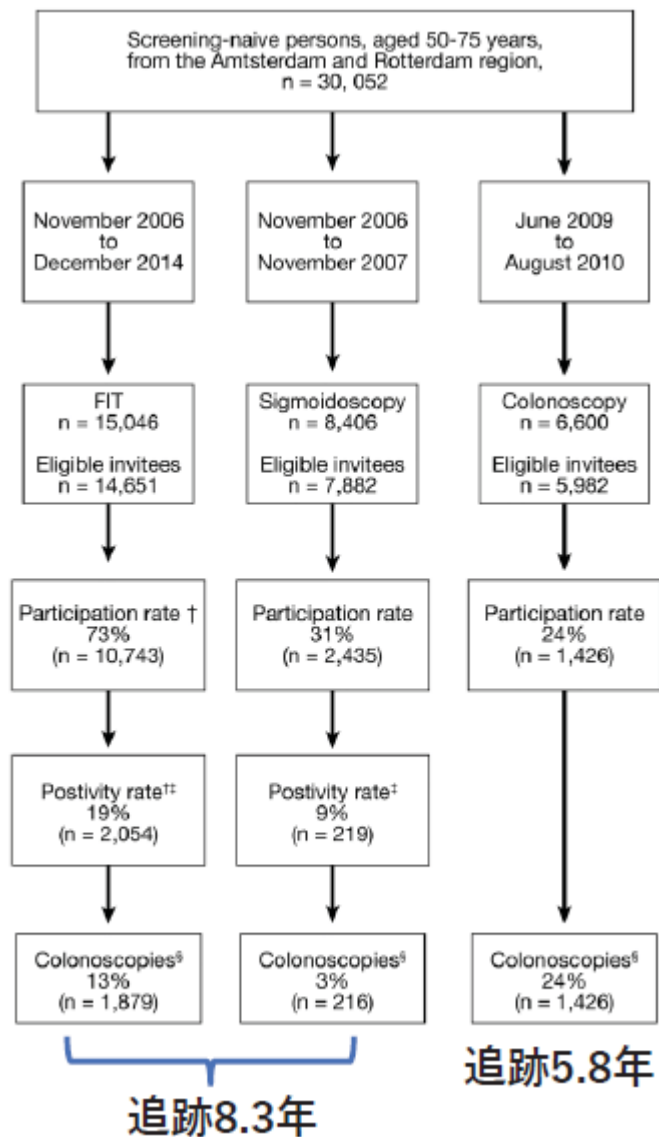 Screening-naive persons, aged 50-75 years,
from the Amtsterdam and Rotterdam region,
n = 30, 052
November 2006
to
December 2014
November 2006
to
November 2007
June 2009
to
August 2010
FIT
n = 15,046
Eligible invitees
n = 14,651
Sigmoidoscopy
n = 8,406
Eligible invitees
n = 7,882
Colonoscopy
n = 6,600
Eligible invitees
n = 5,982
Participation rate †
73%
(n = 10,743)
Participation rate
31%
(n = 2,435)
Participation rate
24%
(n = 1,426)
Postivity rate†‡
19%
(n = 2,054)
Postivity rate‡
9%
(n = 219)
Colonoscopies§
13%
(n = 1,879)
Colonoscopies§
3%
(n = 216)
Colonoscopies§
24%
(n = 1,426)
追跡8.3年
追跡5.8年